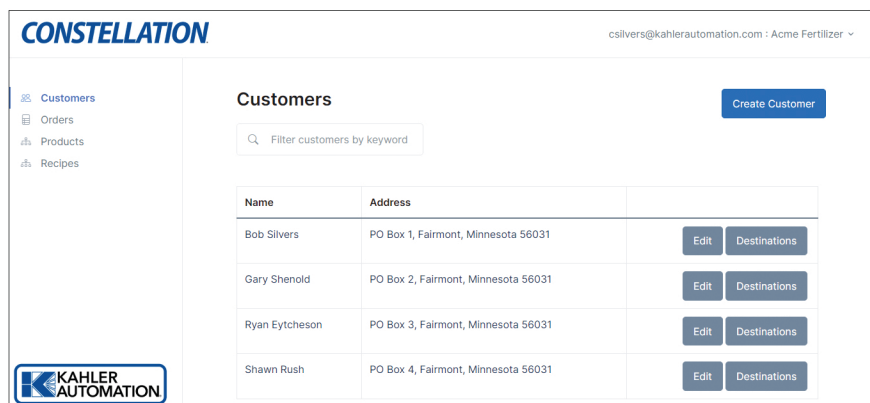 CONSTELLATION.
csilvers@kahlerautomation.com : Acme Fertilizer
Customers
Orders
Products
Recipes
Customers
Create Customer
Filter customers by keyword
Name Address
Bob Silvers PO Box 1, Fairmont, Minnesota 56031 Edit Destinations
Gary Shenold PO Box 2, Fairmont, Minnesota 56031 Edit Destinations
Ryan Eytcheson PO Box 3, Fairmont, Minnesota 56031 Edit Destinations
Shawn Rush PO Box 4, Fairmont, Minnesota 56031 Edit Destinations
KAHLER
AUTOMATION.